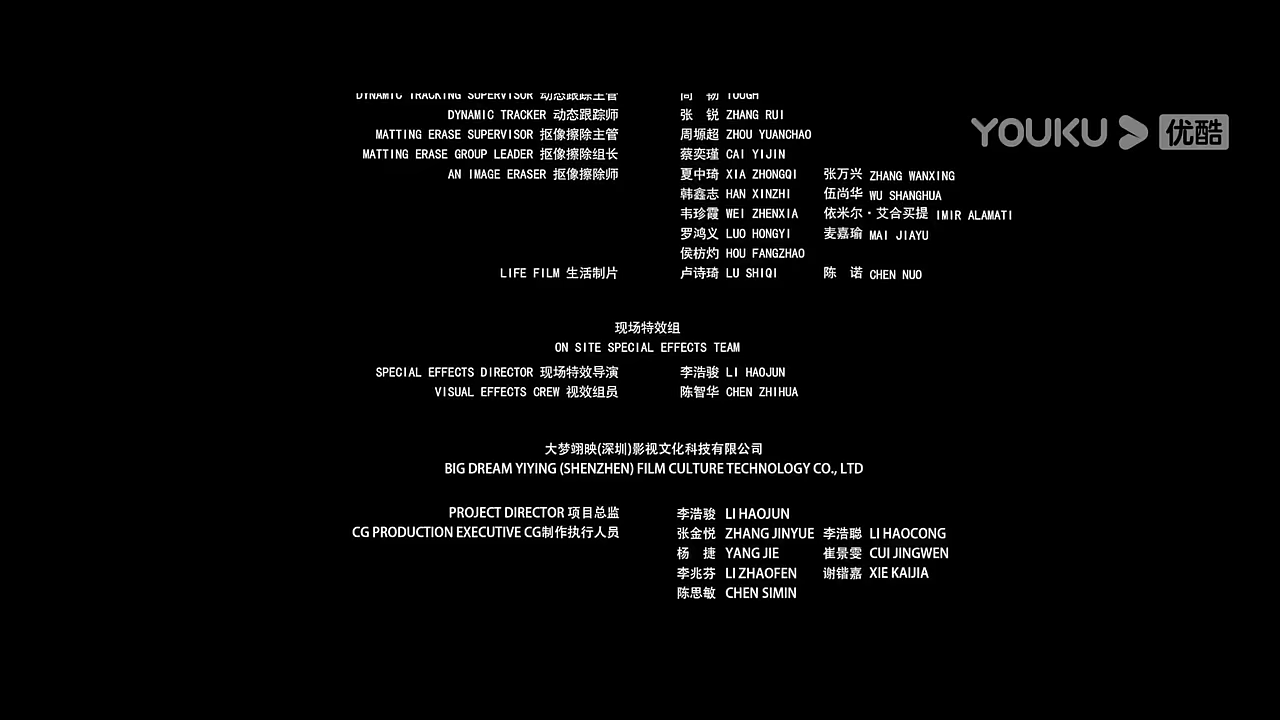 DYNAMIC TRACKING SUPERVISOR 动态跟踪主管 TOUGH
DYNAMIC TRACKER 动态跟踪师 张 锐 ZHANG RUI
MATTING ERASE SUPERVISOR 抠像擦除主管 周塬超 ZHOU YUANCHAO
YOUKU 优酷
MATTING ERASE GROUP LEADER 抠像擦除组长 蔡奕瑾 CAI YIJIN
AN IMAGE ERASER 抠像擦除师 夏中琦 XIA ZHONGQI 张万兴 ZHANG WANXING
韩鑫志 HAN XINZHI 伍尚华 WU SHANGHUA
韦珍霞 WEI ZHENXIA 依米尔·艾合买提 IMIR ALAMATI
罗鸿义 LUO HONGYI 麦嘉瑜 MAI JIAYU
侯枋灼 HOU FANGZHAO
LIFE FILM 生活制片 卢诗琦 LU SHIQI 陈 诺 CHEN NUO
现场特效组
ON SITE SPECIAL EFFECTS TEAM
SPECIAL EFFECTS DIRECTOR 现场特效导演 李浩骏 LI HAOJUN
VISUAL EFFECTS CREW 视效组员 陈智华 CHEN ZHIHUA
大梦翊映(深圳)影视文化科技有限公司
BIG DREAM YIYING (SHENZHEN) FILM CULTURE TECHNOLOGY CO., LTD
PROJECT DIRECTOR 项目总监 李浩骏 LI HAOJUN
CG PRODUCTION EXECUTIVE CG制作执行人员 张金悦 ZHANG JINYUE 李浩聪 LI HAOCONG
杨 捷 YANG JIE 崔景雯 CUI JINGWEN
李兆芬 LI ZHAOFEN 谢锴嘉 XIE KAIJIA
陈思敏 CHEN SIMIN